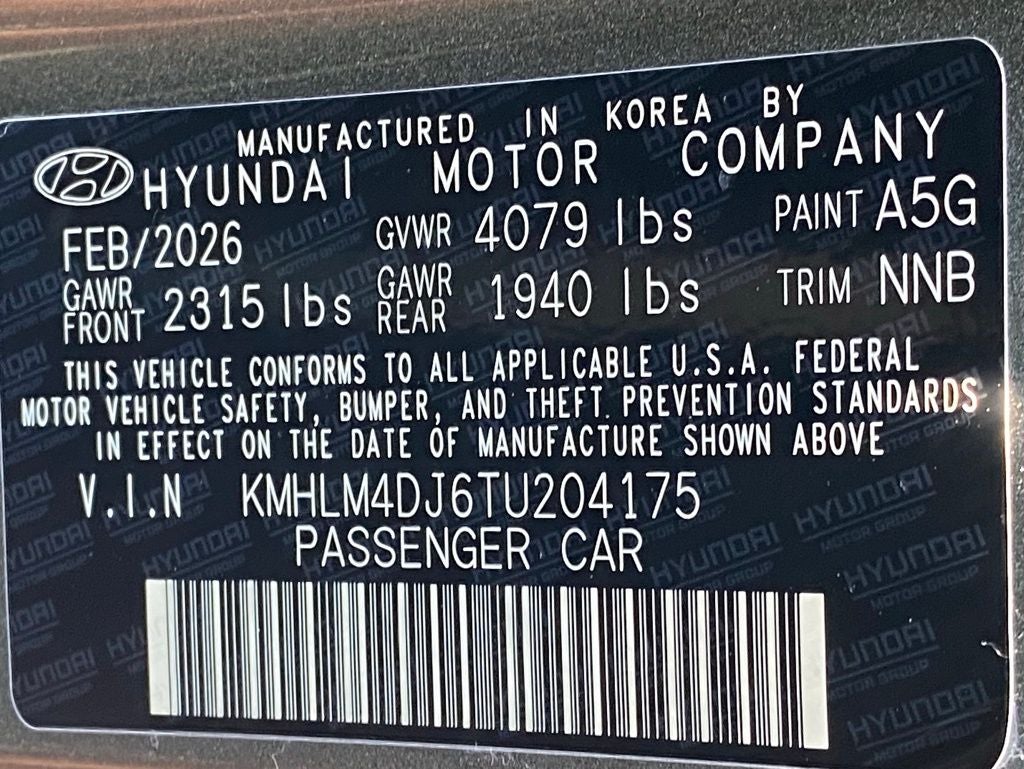 MANUFACTURED IN KOREA BY
HYUNDAI MOTOR COMPANY
FEB/2026 GVWR 4079 lbs PAINT A5G
GAWR FRONT 2315 lbs GAWR REAR 1940 lbs TRIM NNB
THIS VEHICLE CONFORMS TO ALL APPLICABLE U.S.A. FEDERAL
MOTOR VEHICLE SAFETY, BUMPER, AND THEFT PREVENTION STANDARDS
IN EFFECT ON THE DATE OF MANUFACTURE SHOWN ABOVE
V.I.N KMHLM4DJ6TU204175
PASSENGER CAR